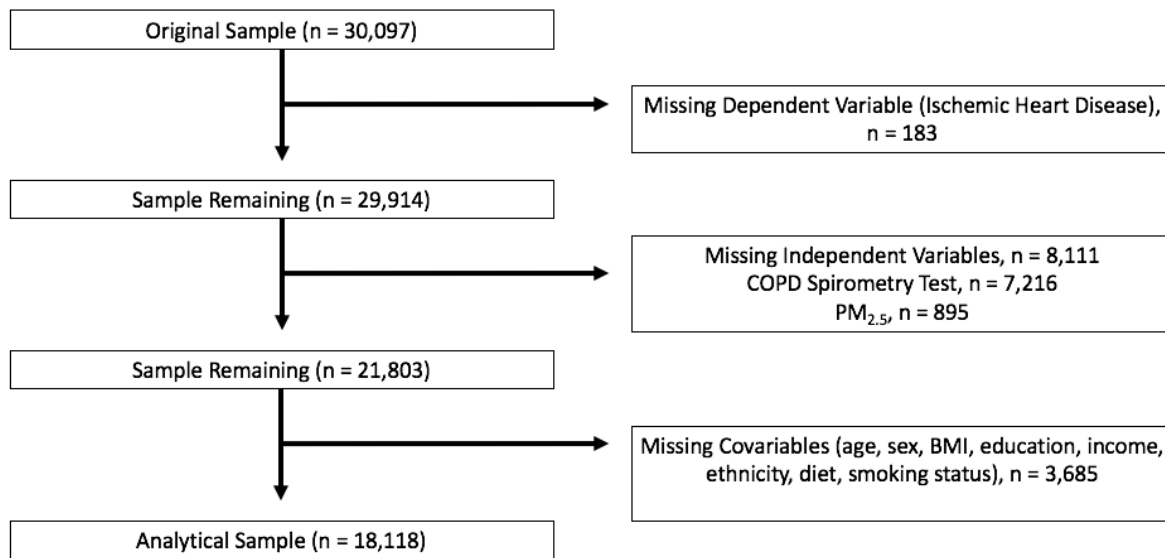 Original Sample (n = 30,097)
Missing Dependent Variable (Ischemic Heart Disease),
n = 183
Sample Remaining (n = 29,914)
Missing Independent Variables, n = 8,111
COPD Spirometry Test, n = 7,216
PM2.5, n = 895
Sample Remaining (n = 21,803)
Missing Covariables (age, sex, BMI, education, income,
ethnicity, diet, smoking status), n = 3,685
Analytical Sample (n = 18,118)